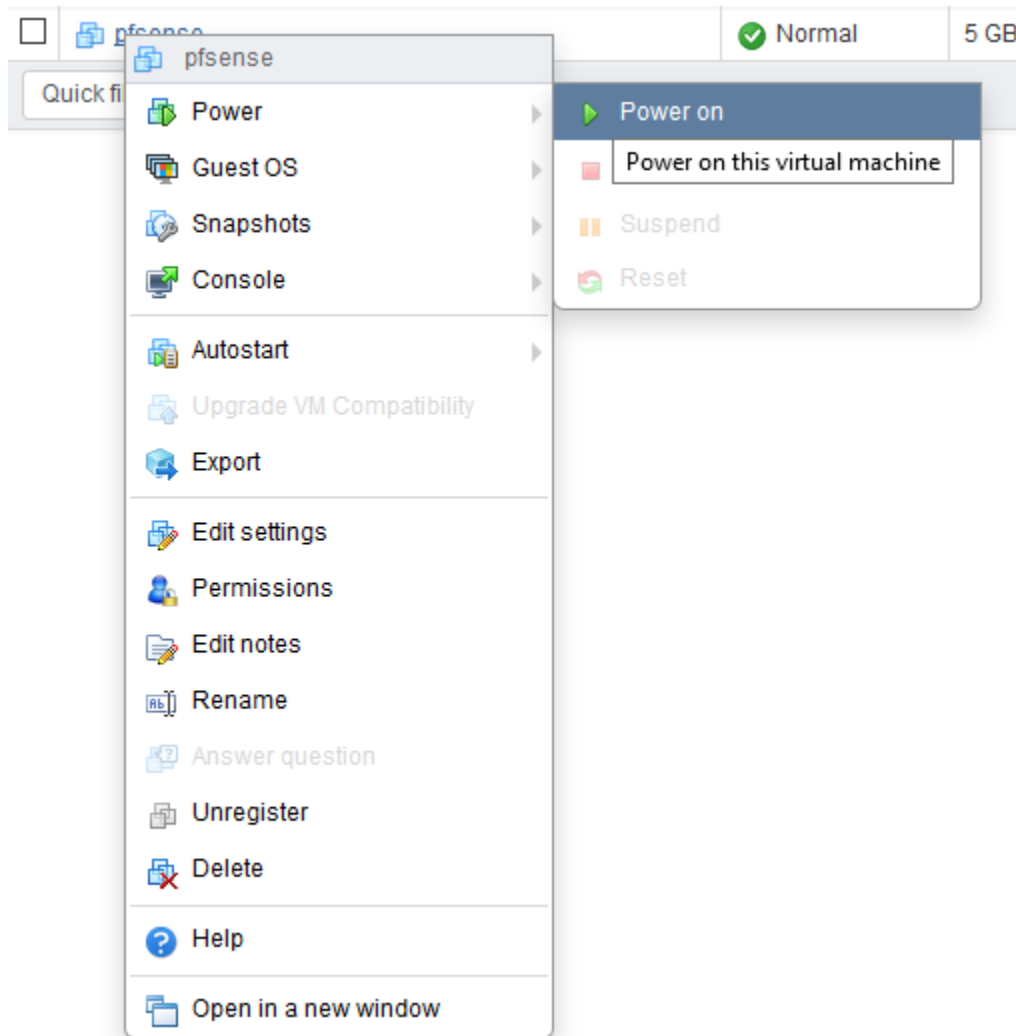 pfsense
Normal
5 GB
pfsense
Quick fi
Power
Power on
Power on this virtual machine
Guest OS
Snapshots
Suspend
Console
Reset
Autostart
Upgrade VM Compatibility
Export
Edit settings
Permissions
Edit notes
Rename
Answer question
Unregister
Delete
Help
Open in a new window